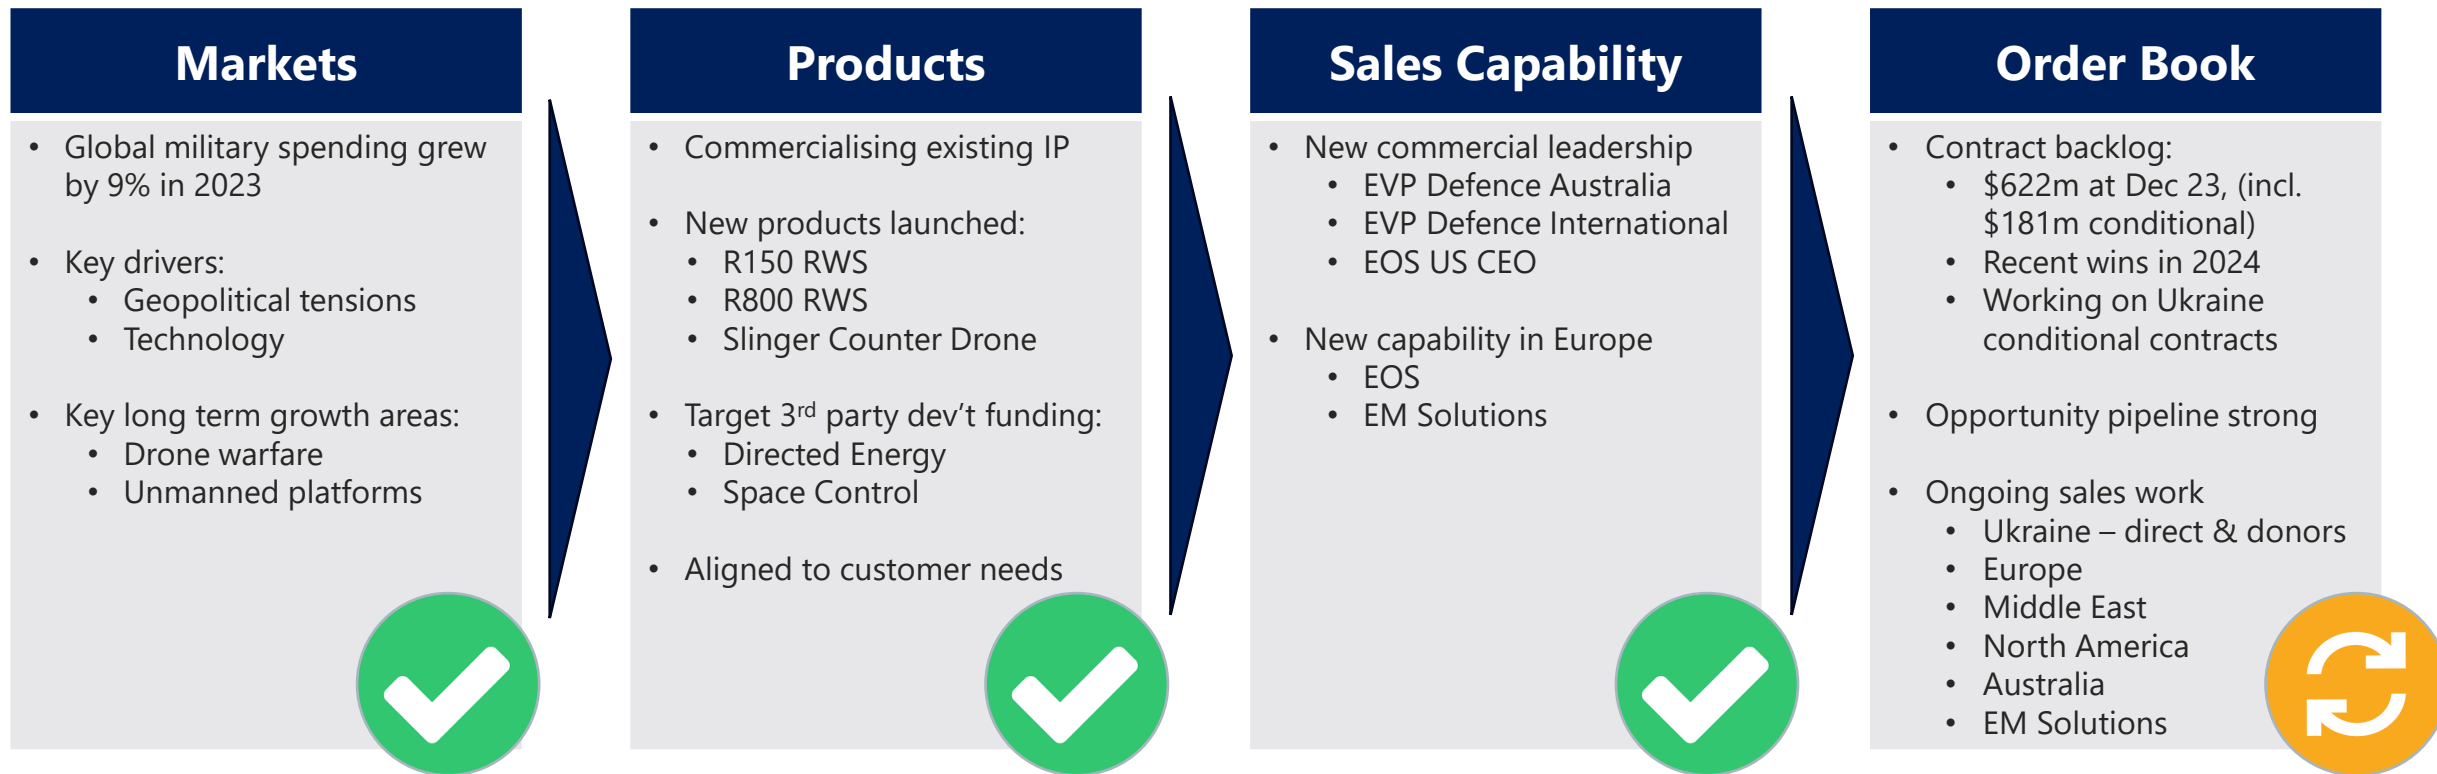 Markets
• Global military spending grew
by 9% in 2023
• Key drivers:
• Geopolitical tensions
• Technology
• Key long term growth areas:
• Drone warfare
• Unmanned platforms
Products
• Commercialising existing IP
• New products launched:
• R150 RWS
• R800 RWS
• Slinger Counter Drone
• Target 3rd party dev't funding:
• Directed Energy
• Space Control
• Aligned to customer needs
Sales Capability
• New commercial leadership
• EVP Defence Australia
• EVP Defence International
• EOS US CEO
• New capability in Europe
• EOS
• EM Solutions
Order Book
• Contract backlog:
• $622m at Dec 23, (incl.
$181m conditional)
• Recent wins in 2024
• Working on Ukraine
conditional contracts
• Opportunity pipeline strong
• Ongoing sales work
• Ukraine – direct & donors
• Europe
• Middle East
• North America
• Australia
• EM Solutions